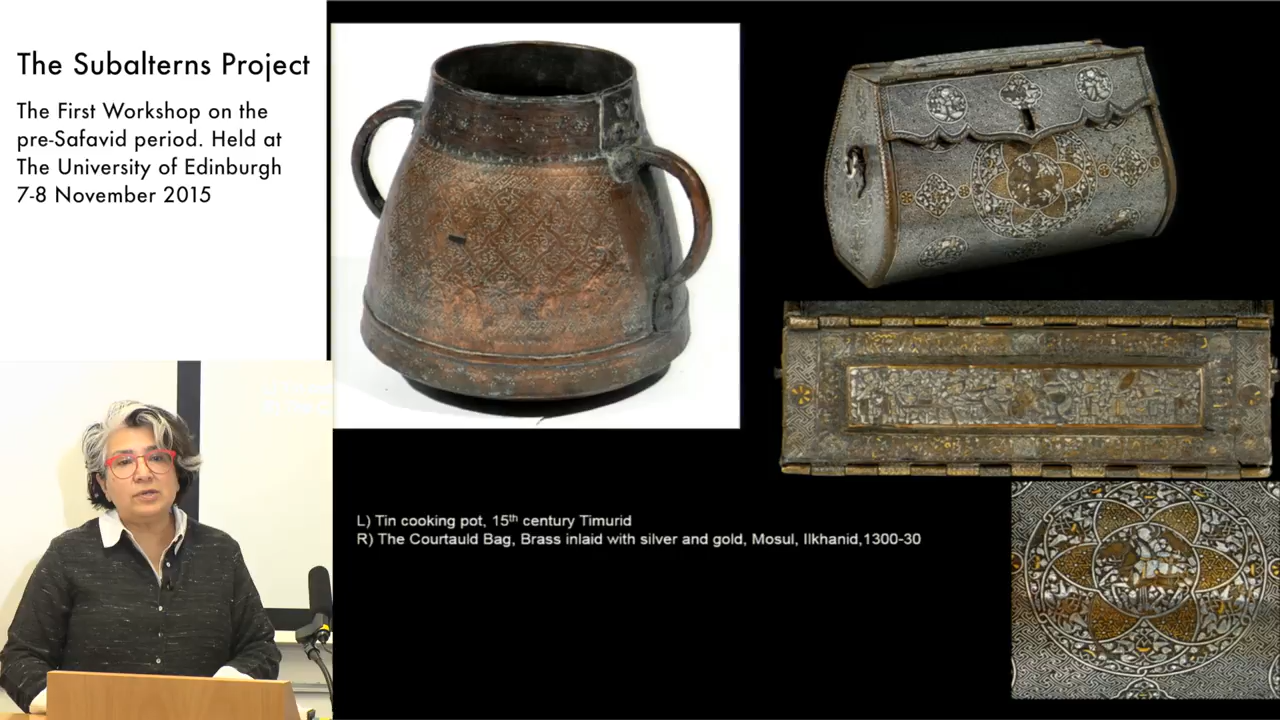 The Subalterns Project
The First Workshop on the
pre-Safavid period. Held at
The University of Edinburgh
7-8 November 2015
L) Tin cooking pot, 15th century Timurid
R) The Courtauld Bag, Brass inlaid with silver and gold, Mosul, Ilkhanid,1300-30